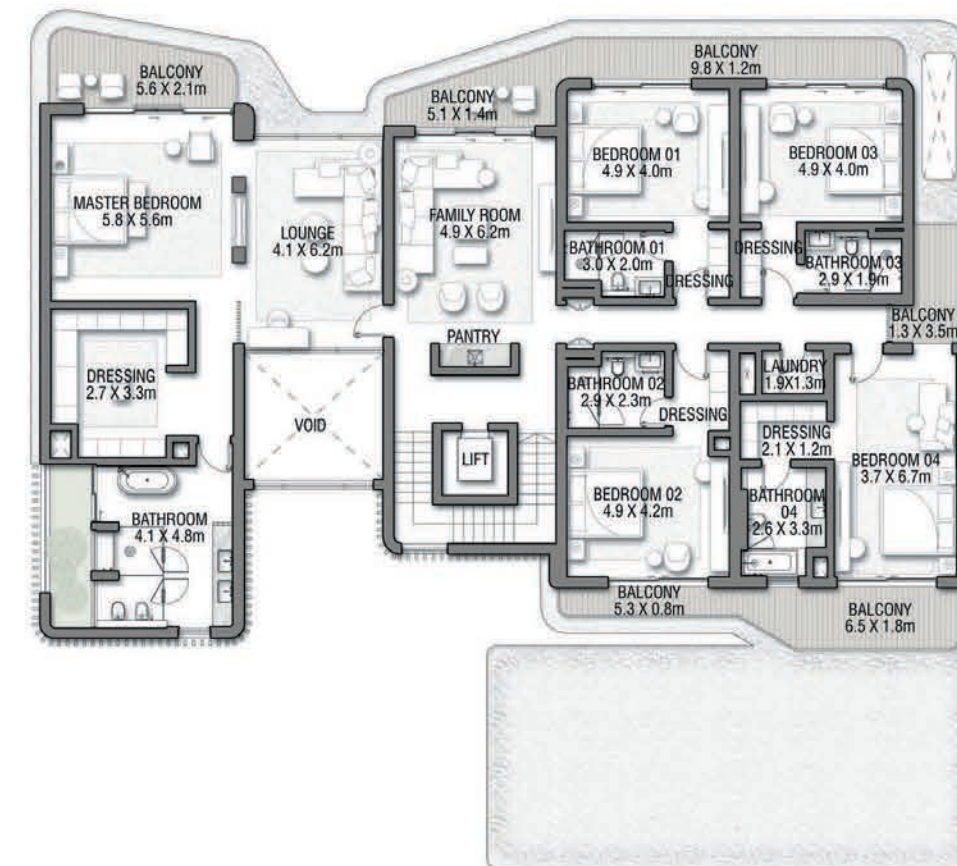 BALCONY
5.6 X 2.1m
BALCONY
5.1 X 1.4m
BALCONY
9.8 X 1.2m
MASTER BEDROOM
5.8 X 5.6m
LOUNGE
4.1 X 6.2m
FAMILY ROOM
4.9 X 6.2m
BEDROOM 01
4.9 X 4.0m
BEDROOM 03
4.9 X 4.0m
BATHROOM 01
3.0 X 2.0m
DRESSING
DRESSING
BATHROOM 03
2.9 X 1.9m
BALCONY
1.3 X 3.5m
PANTRY
DRESSING
2.7 X 3.3m
VOID
LIFT
BATHROOM 02
2.9 X 2.3m
DRESSING
LAUNDRY
1.9X1.3m
DRESSING
2.1 X 1.2m
BEDROOM 04
3.7 X 6.7m
BEDROOM 02
4.9 X 4.2m
BATHROOM
04
2.6 X 3.3m
BATHROOM
4.1 X 4.8m
BALCONY
5.3 X 0.8m
BALCONY
6.5 X 1.8m